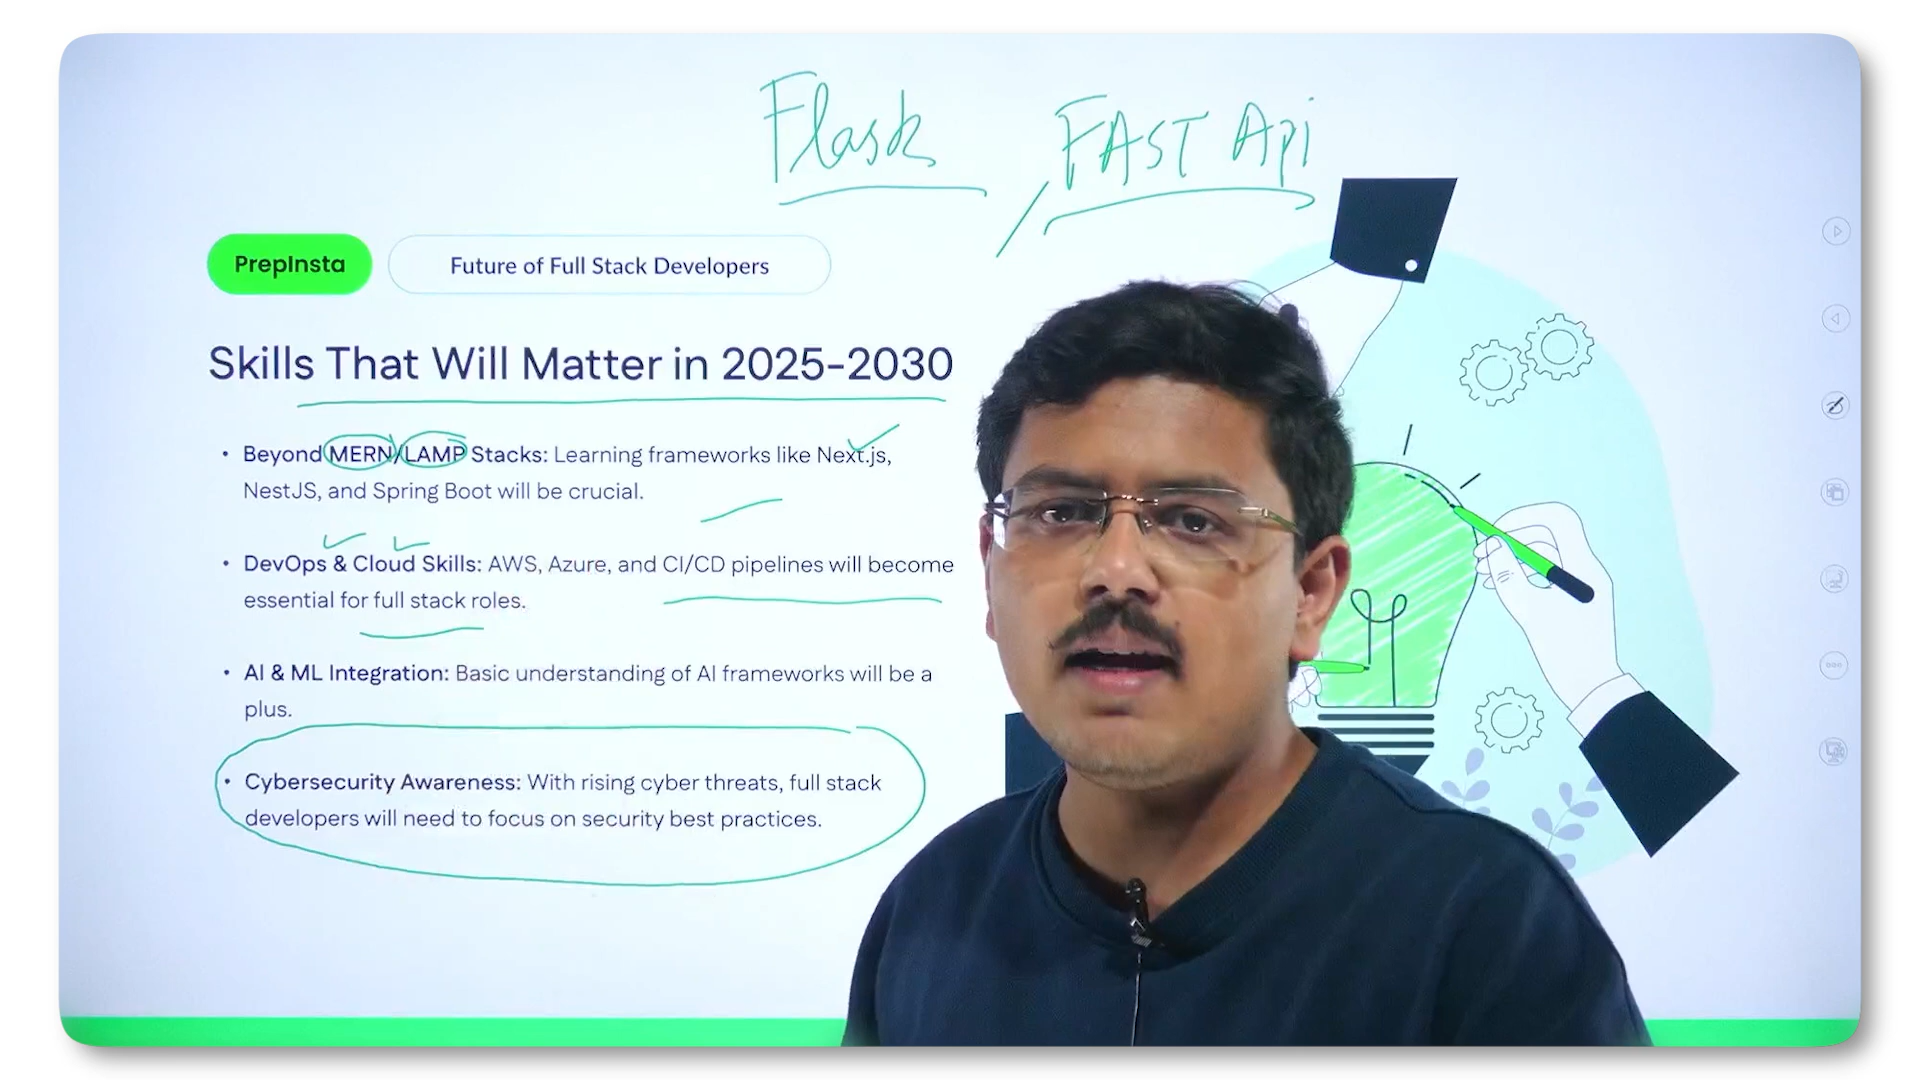 Flask
FAST Api
PrepInsta
Future of Full Stack Developers
Skills That Will Matter in 2025-2030
• Beyond MERN/LAMP Stacks: Learning frameworks like Next.js,
NestJS, and Spring Boot will be crucial.
• DevOps & Cloud Skills: AWS, Azure, and CI/CD pipelines will become
essential for full stack roles.
• AI & ML Integration: Basic understanding of AI frameworks will be a
plus.
• Cybersecurity Awareness: With rising cyber threats, full stack
developers will need to focus on security best practices.